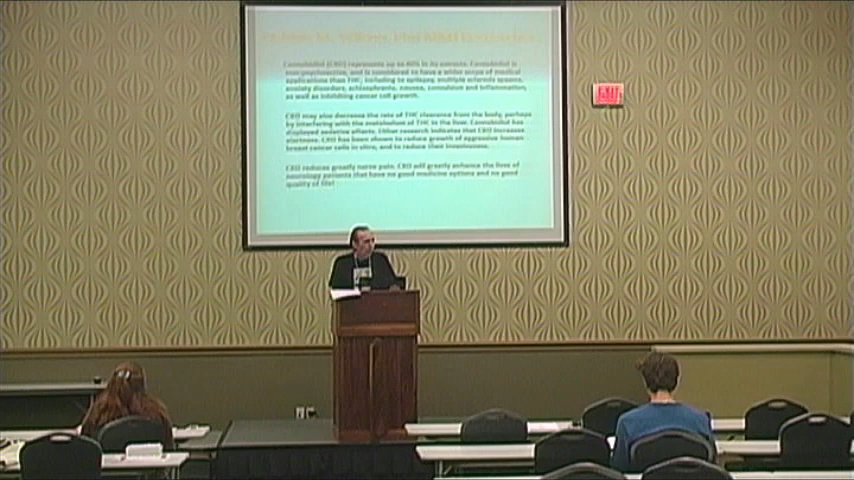 Cannabidiol (CBD) represents up to 40% in its extracts. Cannabidiol is
non-psychoactive, and is considered to have a wider scope of medical
applications than THC, including to epilepsy, multiple sclerosis spasms,
anxiety disorders, schizophrenia, nausea, convulsion and inflammation,
as well as inhibiting cancer cell growth.
CBD may also decrease the rate of THC clearance from the body, perhaps
by interfering with the metabolism of THC in the liver. Cannabidiol has
displayed sedative effects. Other research indicates that CBD increases
alertness. CBD has been shown to reduce growth of aggressive human
breast cancer cells in vitro, and to reduce their invasiveness.
CBD reduces greatly nerve pain. CBD will greatly enhance the lives of
neurology patients that have no good medicine options and no good
quality of life!